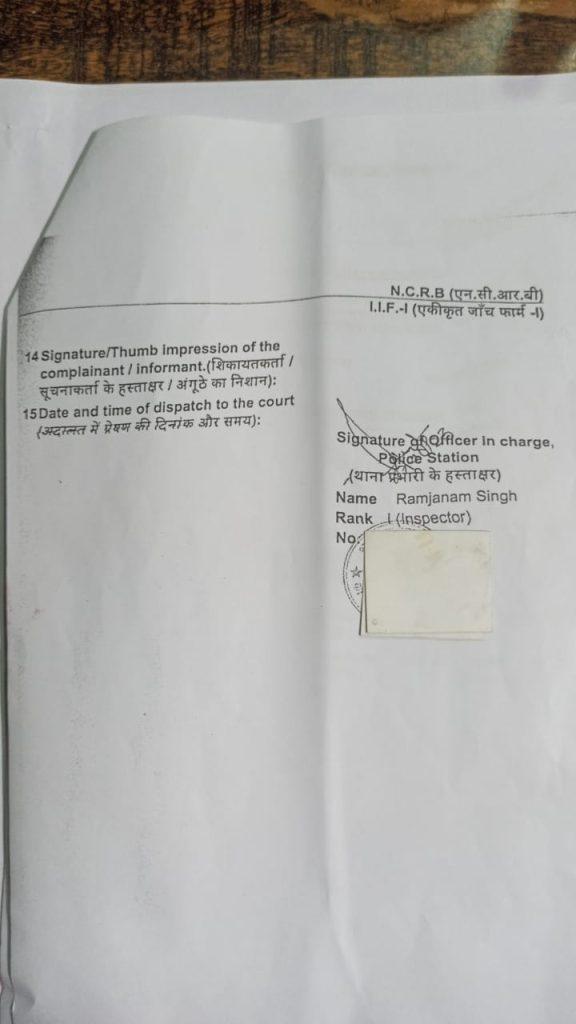 N.C.R.B (एन.सी.आर.बी)
I.I.F.-I (एकीकृत जाँच फार्म -I)
14 Signature/Thumb impression of the
complainant / informant.(शिकायतकर्ता /
सूचनाकर्ता के हस्ताक्षर / अंगूठे का निशान):
15 Date and time of dispatch to the court
(अदालत में प्रेषण की दिनांक और समय):
Signature of Officer in charge,
Police Station
(थाना प्रभारी के हस्ताक्षर)
Name Ramjanam Singh
Rank I (Inspector)
No.